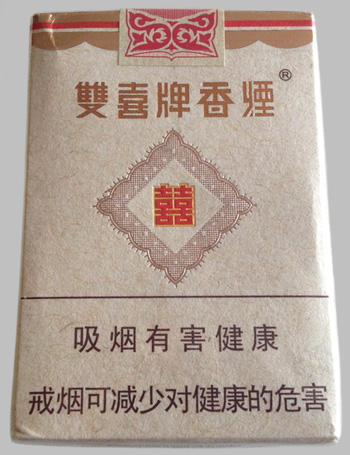 雙喜牌香煙®
囍
吸烟有害健康
戒烟可减少对健康的危害